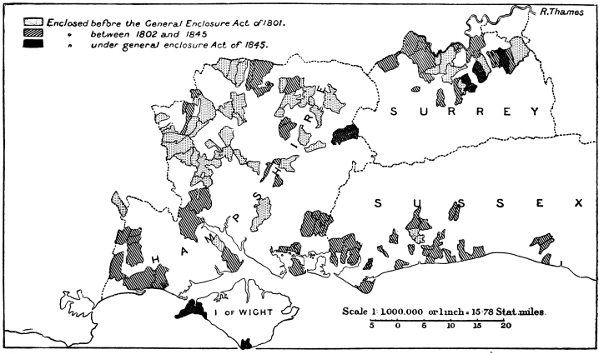 Enclosed before the General Enclosure Act of 1801.
" between 1802 and 1845
" under general enclosure Act of 1845.
R. Thames
SURREY
HAMPSHIR
SUSSEX
I of WIGHT
Scale 1:1.000.000 or 1 inch = 15·78 Stat. miles.
5 0 5 10 15 20